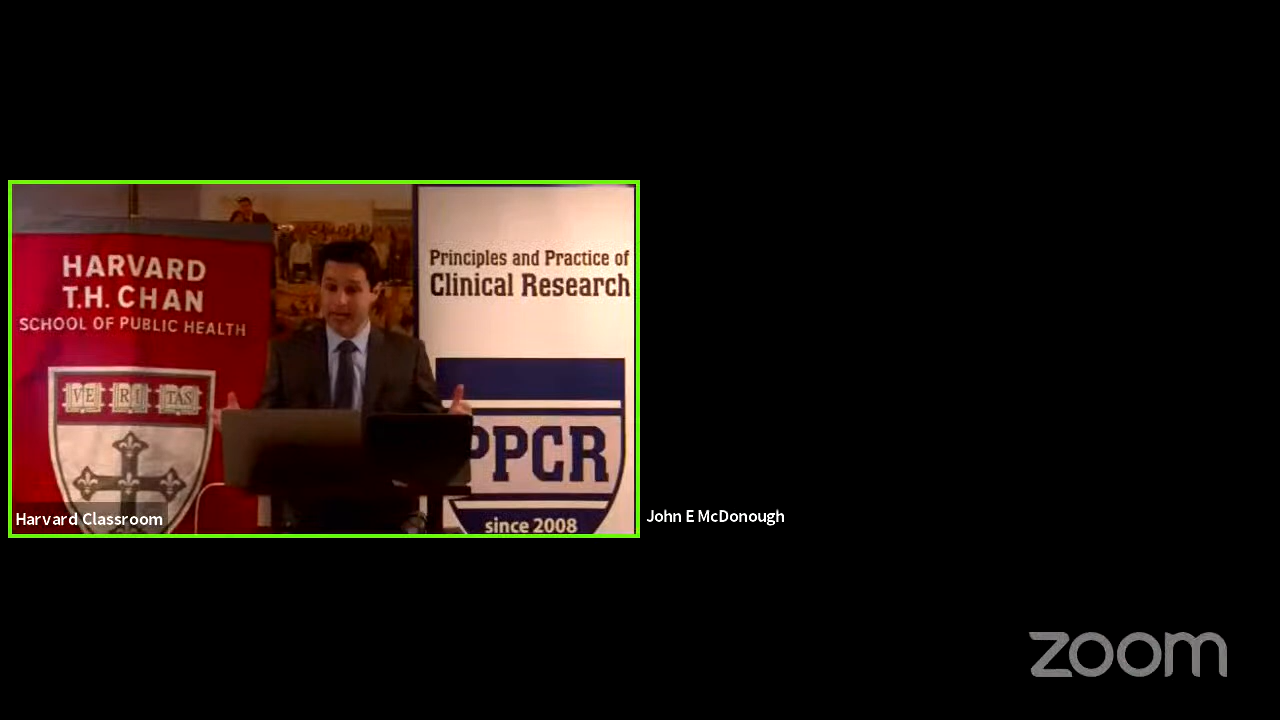 HARVARD
T.H. CHAN
SCHOOL OF PUBLIC HEALTH
VE RI TAS
Principles and Practice of
Clinical Research
PPCR
since 2008
Harvard Classroom
John E McDonough
zoom